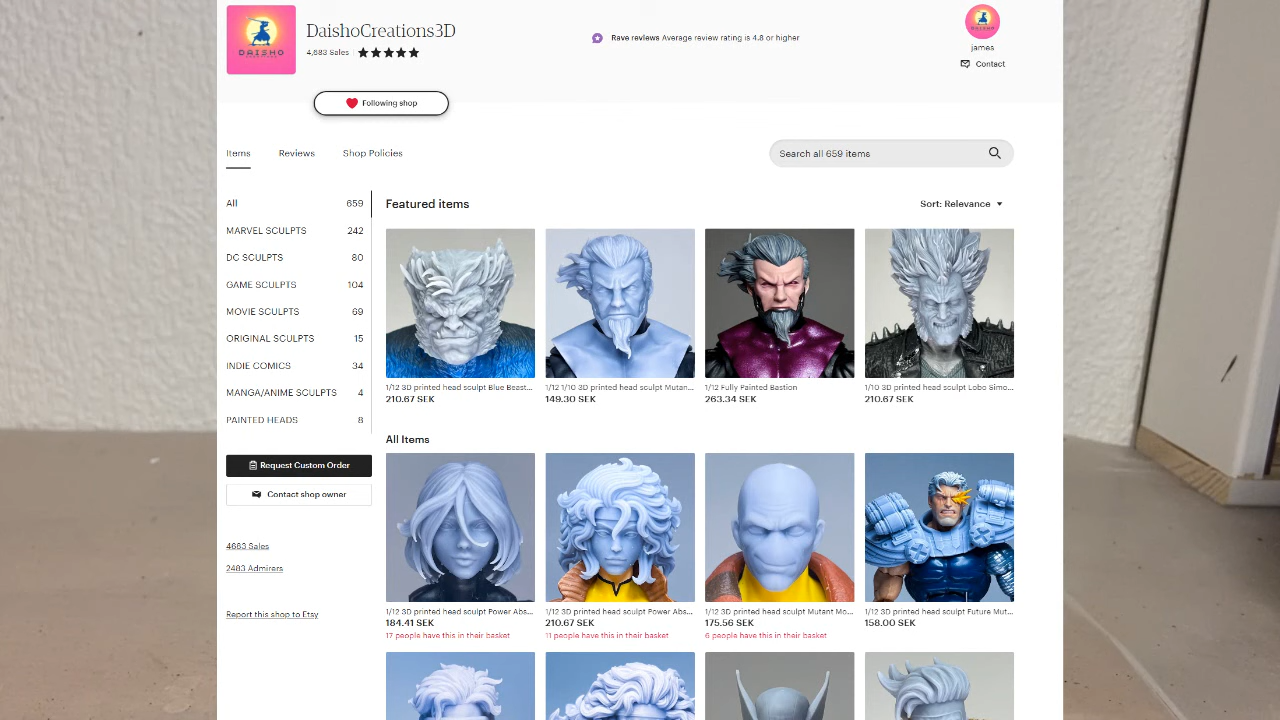 DaishoCreations3D
4,683 Sales
Rave reviews Average review rating is 4.8 or higher
james
Contact
DAISHO
Following shop
Items
Reviews
Shop Policies
Search all 659 items
All 659
MARVEL SCULPTS 242
DC SCULPTS 80
GAME SCULPTS 104
MOVIE SCULPTS 69
ORIGINAL SCULPTS 15
INDIE COMICS 34
MANGA/ANIME SCULPTS 4
PAINTED HEADS 8
Request Custom Order
Contact shop owner
4683 Sales
2483 Admirers
Report this shop to Etsy
Featured items
Sort: Relevance
1/12 3D printed head sculpt Blue Beast...
210.67 SEK
1/12 1/10 3D printed head sculpt Mutan...
149.30 SEK
1/12 Fully Painted Bastion
263.34 SEK
1/10 3D printed head sculpt Lobo Simo...
210.67 SEK
All Items
1/12 3D printed head sculpt Power Abs...
184.41 SEK
17 people have this in their basket
1/12 3D printed head sculpt Power Abs...
210.67 SEK
11 people have this in their basket
1/12 3D printed head sculpt Mutant Mo...
175.56 SEK
6 people have this in their basket
1/12 3D printed head sculpt Future Mut...
158.00 SEK